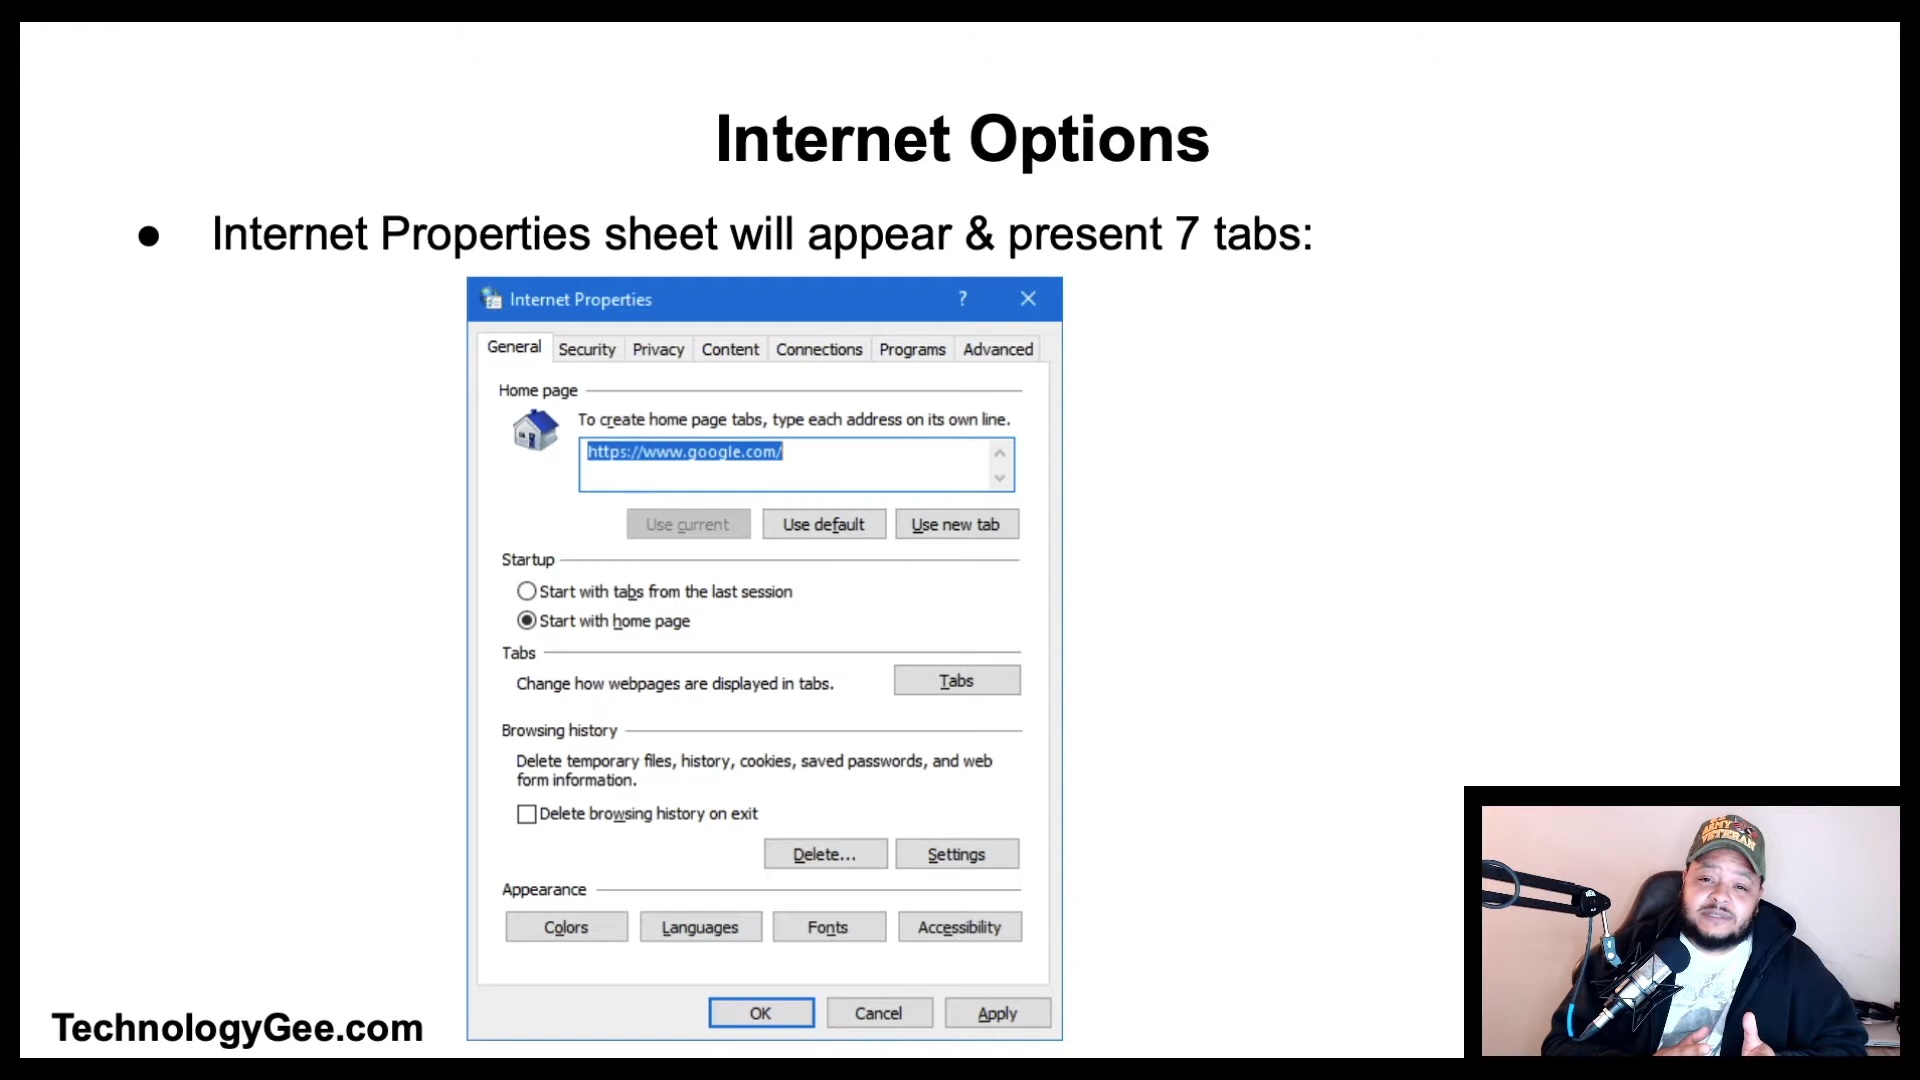 Internet Options
● Internet Properties sheet will appear & present 7 tabs:
Internet Properties ?
General Security Privacy Content Connections Programs Advanced
Home page
To create home page tabs, type each address on its own line.
https://www.google.com/
Use current Use default Use new tab
Startup
Start with tabs from the last session
Start with home page
Tabs
Change how webpages are displayed in tabs. Tabs
Browsing history
Delete temporary files, history, cookies, saved passwords, and web
form information.
Delete browsing history on exit
Delete... Settings
Appearance
Colors Languages Fonts Accessibility
OK Cancel Apply
TechnologyGee.com
ARMY
VETERAN